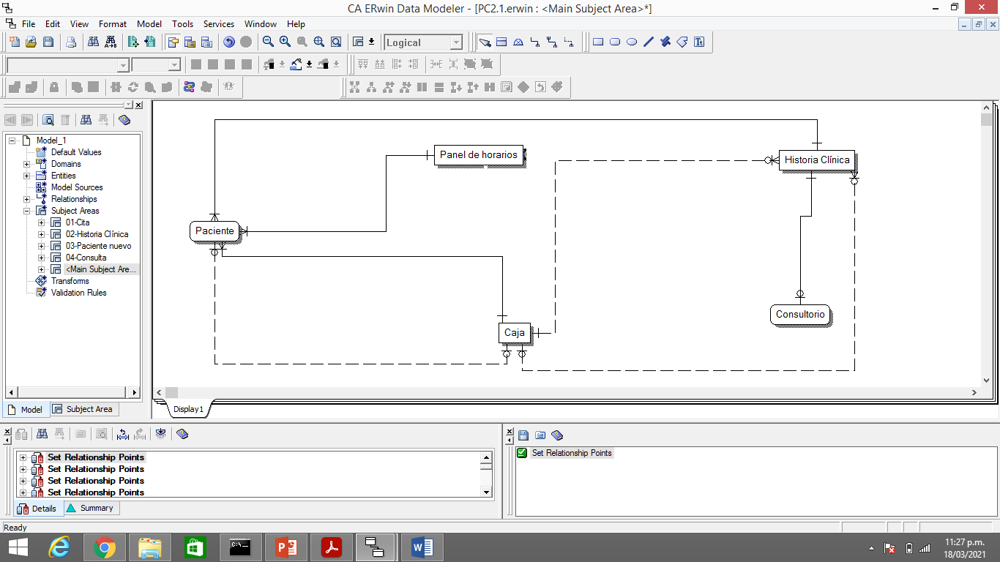 CA ERwin Data Modeler - [PC2.1.erwin : <Main Subject Area>*]
File Edit View Format Model Tools Services Window Help
Logical
Model_1
Default Values
Domains
Entities
Model Sources
Relationships
Subject Areas
01-Cita
02-Historia Clínica
03-Paciente nuevo
04-Consulta
<Main Subject Are...
Transforms
Validation Rules
Model Subject Area
Panel de horarios
Historia Clínica
Paciente
Consultorio
Caja
Display1
Set Relationship Points
Set Relationship Points
Set Relationship Points
Set Relationship Points
Details Summary
Set Relationship Points
Ready
11:27 p.m.
18/03/2021